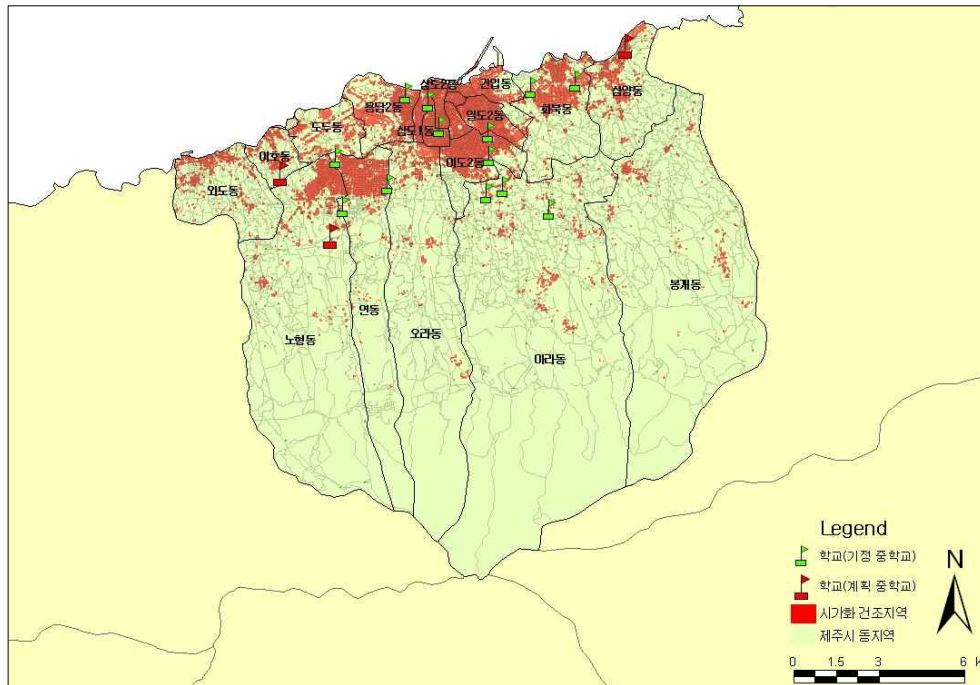 삼도2동
건입동
삼양동
용담2동
화북동
일도2동
도두동
삼도1동
이호동
이도2동
외도동
봉개동
연동
노형동
오라동
아라동
Legend
학교(기정 중학교)
학교(계획 중학교)
시가화 건조지역
제주시 동지역
N
0 1.5 3 6